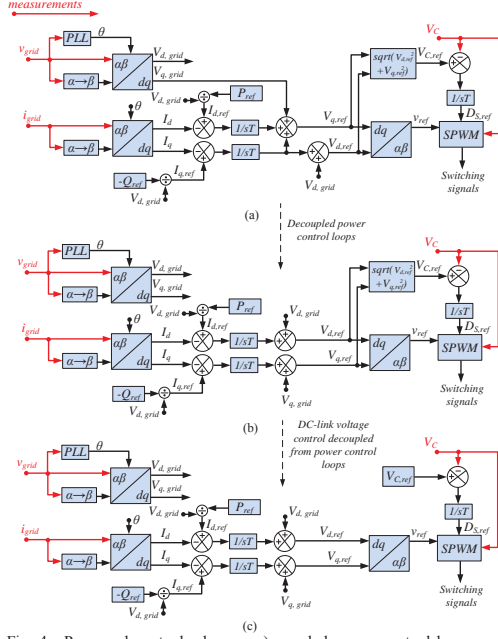 measurements
PLL
θ
v_grid
α→β
αβ
dq
V_d, grid
V_q, grid
θ
V_d, grid
÷
P_ref
I_d,ref
i_grid
α→β
αβ
dq
I_d
I_q
1/sT
1/sT
-Q_ref
÷
I_q,ref
V_d, grid
V_q,ref
V_d,ref
sqrt(V_d,ref²
+V_q,ref²)
V_C,ref
V_C
1/sT
D_S,ref
dq
αβ
v_ref
SPWM
Switching
signals
(a)
Decoupled power
control loops
PLL
θ
v_grid
α→β
αβ
dq
V_d, grid
V_q, grid
θ
V_d, grid
÷
P_ref
I_d,ref
V_d, grid
i_grid
α→β
αβ
dq
I_d
I_q
1/sT
1/sT
-Q_ref
÷
I_q,ref
V_d, grid
V_q, grid
V_d,ref
V_q,ref
sqrt(V_d,ref²
+V_q,ref²)
V_C,ref
V_C
1/sT
D_S,ref
dq
αβ
v_ref
SPWM
Switching
signals
(b)
DC-link voltage
control decoupled
from power control
loops
PLL
θ
v_grid
α→β
αβ
dq
V_d, grid
V_q, grid
θ
V_d, grid
÷
P_ref
I_d,ref
V_d, grid
i_grid
α→β
αβ
dq
I_d
I_q
1/sT
1/sT
-Q_ref
÷
I_q,ref
V_d, grid
V_q, grid
V_d,ref
V_q,ref
V_C,ref
V_C
1/sT
D_S,ref
dq
αβ
v_ref
SPWM
Switching
signals
(c)